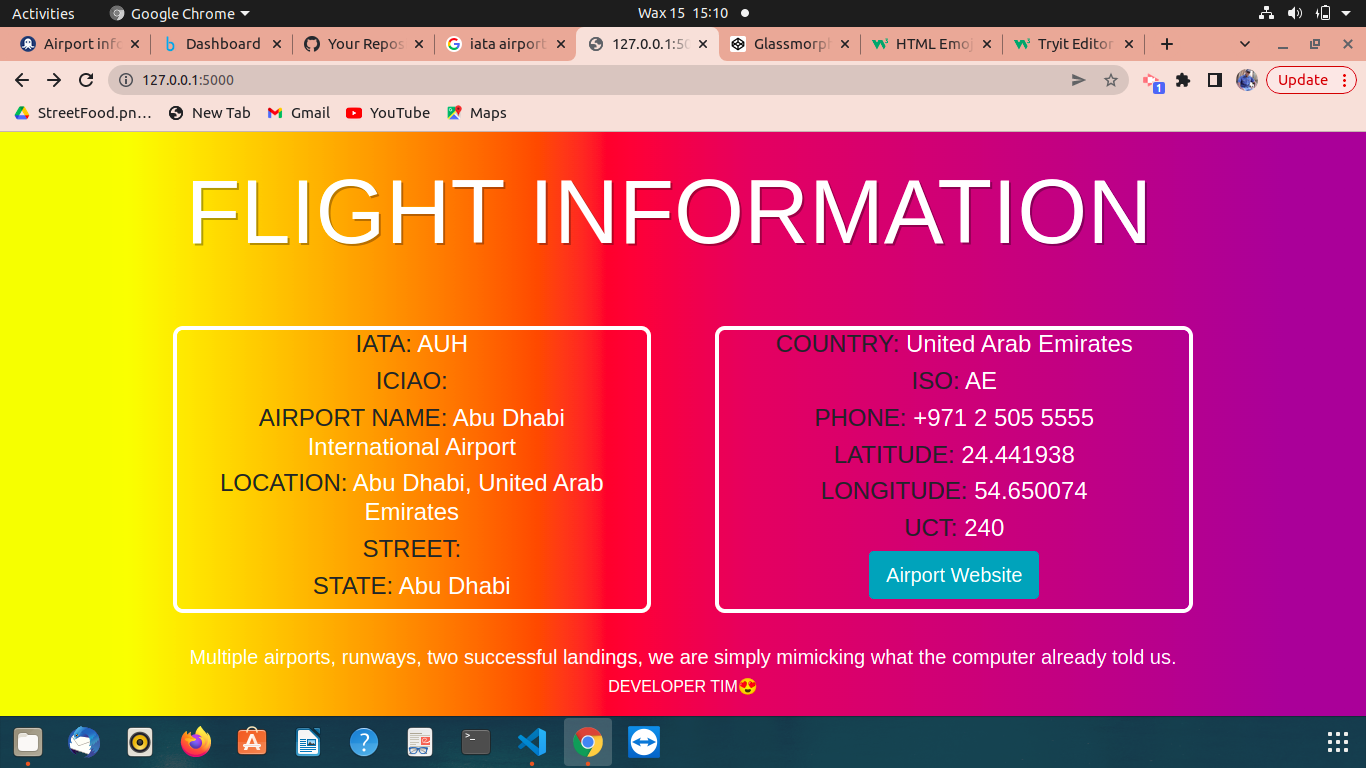 Activities
Google Chrome
Wax 15 15:10
Airport info
Dashboard
Your Repos
iata airport
127.0.0.1:50
Glassmorph
HTML Emoj
Tryit Editor
127.0.0.1:5000
1
Update
StreetFood.pn...
New Tab
Gmail
YouTube
Maps
FLIGHT INFORMATION
IATA: AUH
ICIAO:
AIRPORT NAME: Abu Dhabi
International Airport
LOCATION: Abu Dhabi, United Arab
Emirates
STREET:
STATE: Abu Dhabi
COUNTRY: United Arab Emirates
ISO: AE
PHONE: +971 2 505 5555
LATITUDE: 24.441938
LONGITUDE: 54.650074
UCT: 240
Airport Website
Multiple airports, runways, two successful landings, we are simply mimicking what the computer already told us.
DEVELOPER TIM😍